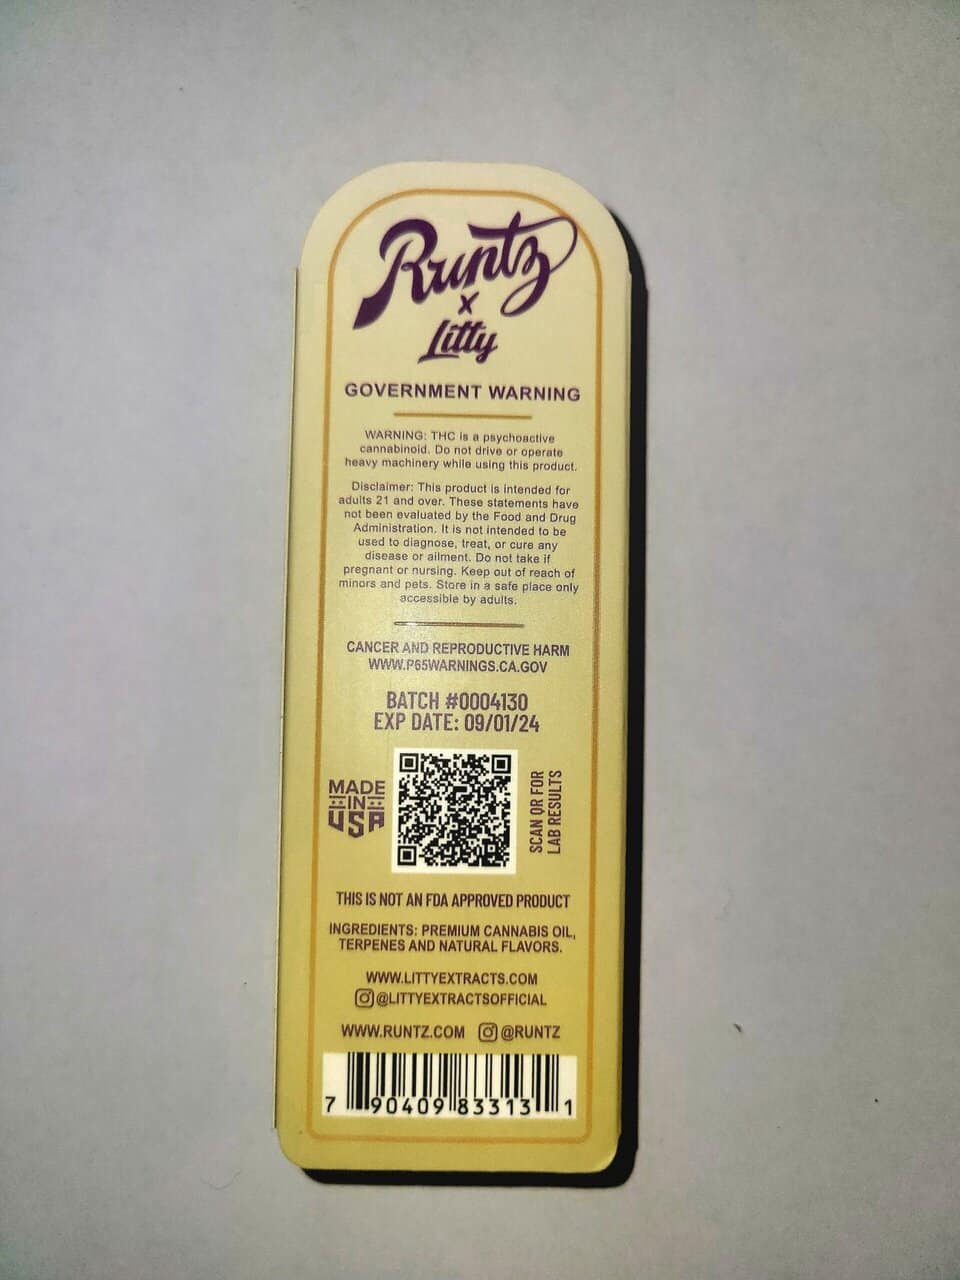 Runtz
x
Litty
GOVERNMENT WARNING
WARNING: THC is a psychoactive
cannabinoid. Do not drive or operate
heavy machinery while using this product.
Disclaimer: This product is intended for
adults 21 and over. These statements have
not been evaluated by the Food and Drug
Administration. It is not intended to be
used to diagnose, treat, or cure any
disease or ailment. Do not take if
pregnant or nursing. Keep out of reach of
minors and pets. Store in a safe place only
accessible by adults.
CANCER AND REPRODUCTIVE HARM
WWW.P65WARNINGS.CA.GOV
BATCH #0004130
EXP DATE: 09/01/24
MADE
IN
USA
SCAN QR FOR
LAB RESULTS
THIS IS NOT AN FDA APPROVED PRODUCT
INGREDIENTS: PREMIUM CANNABIS OIL,
TERPENES AND NATURAL FLAVORS.
WWW.LITTYEXTRACTS.COM
@LITTYEXTRACTSOFFICIAL
WWW.RUNTZ.COM @RUNTZ
7 90409 83313 1